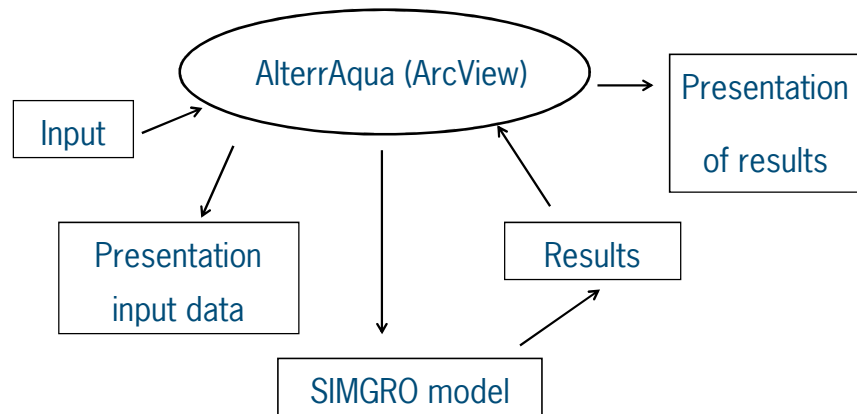 AlterrAqua (ArcView)
Presentation
of results
Input
Presentation
input data
Results
SIMGRO model